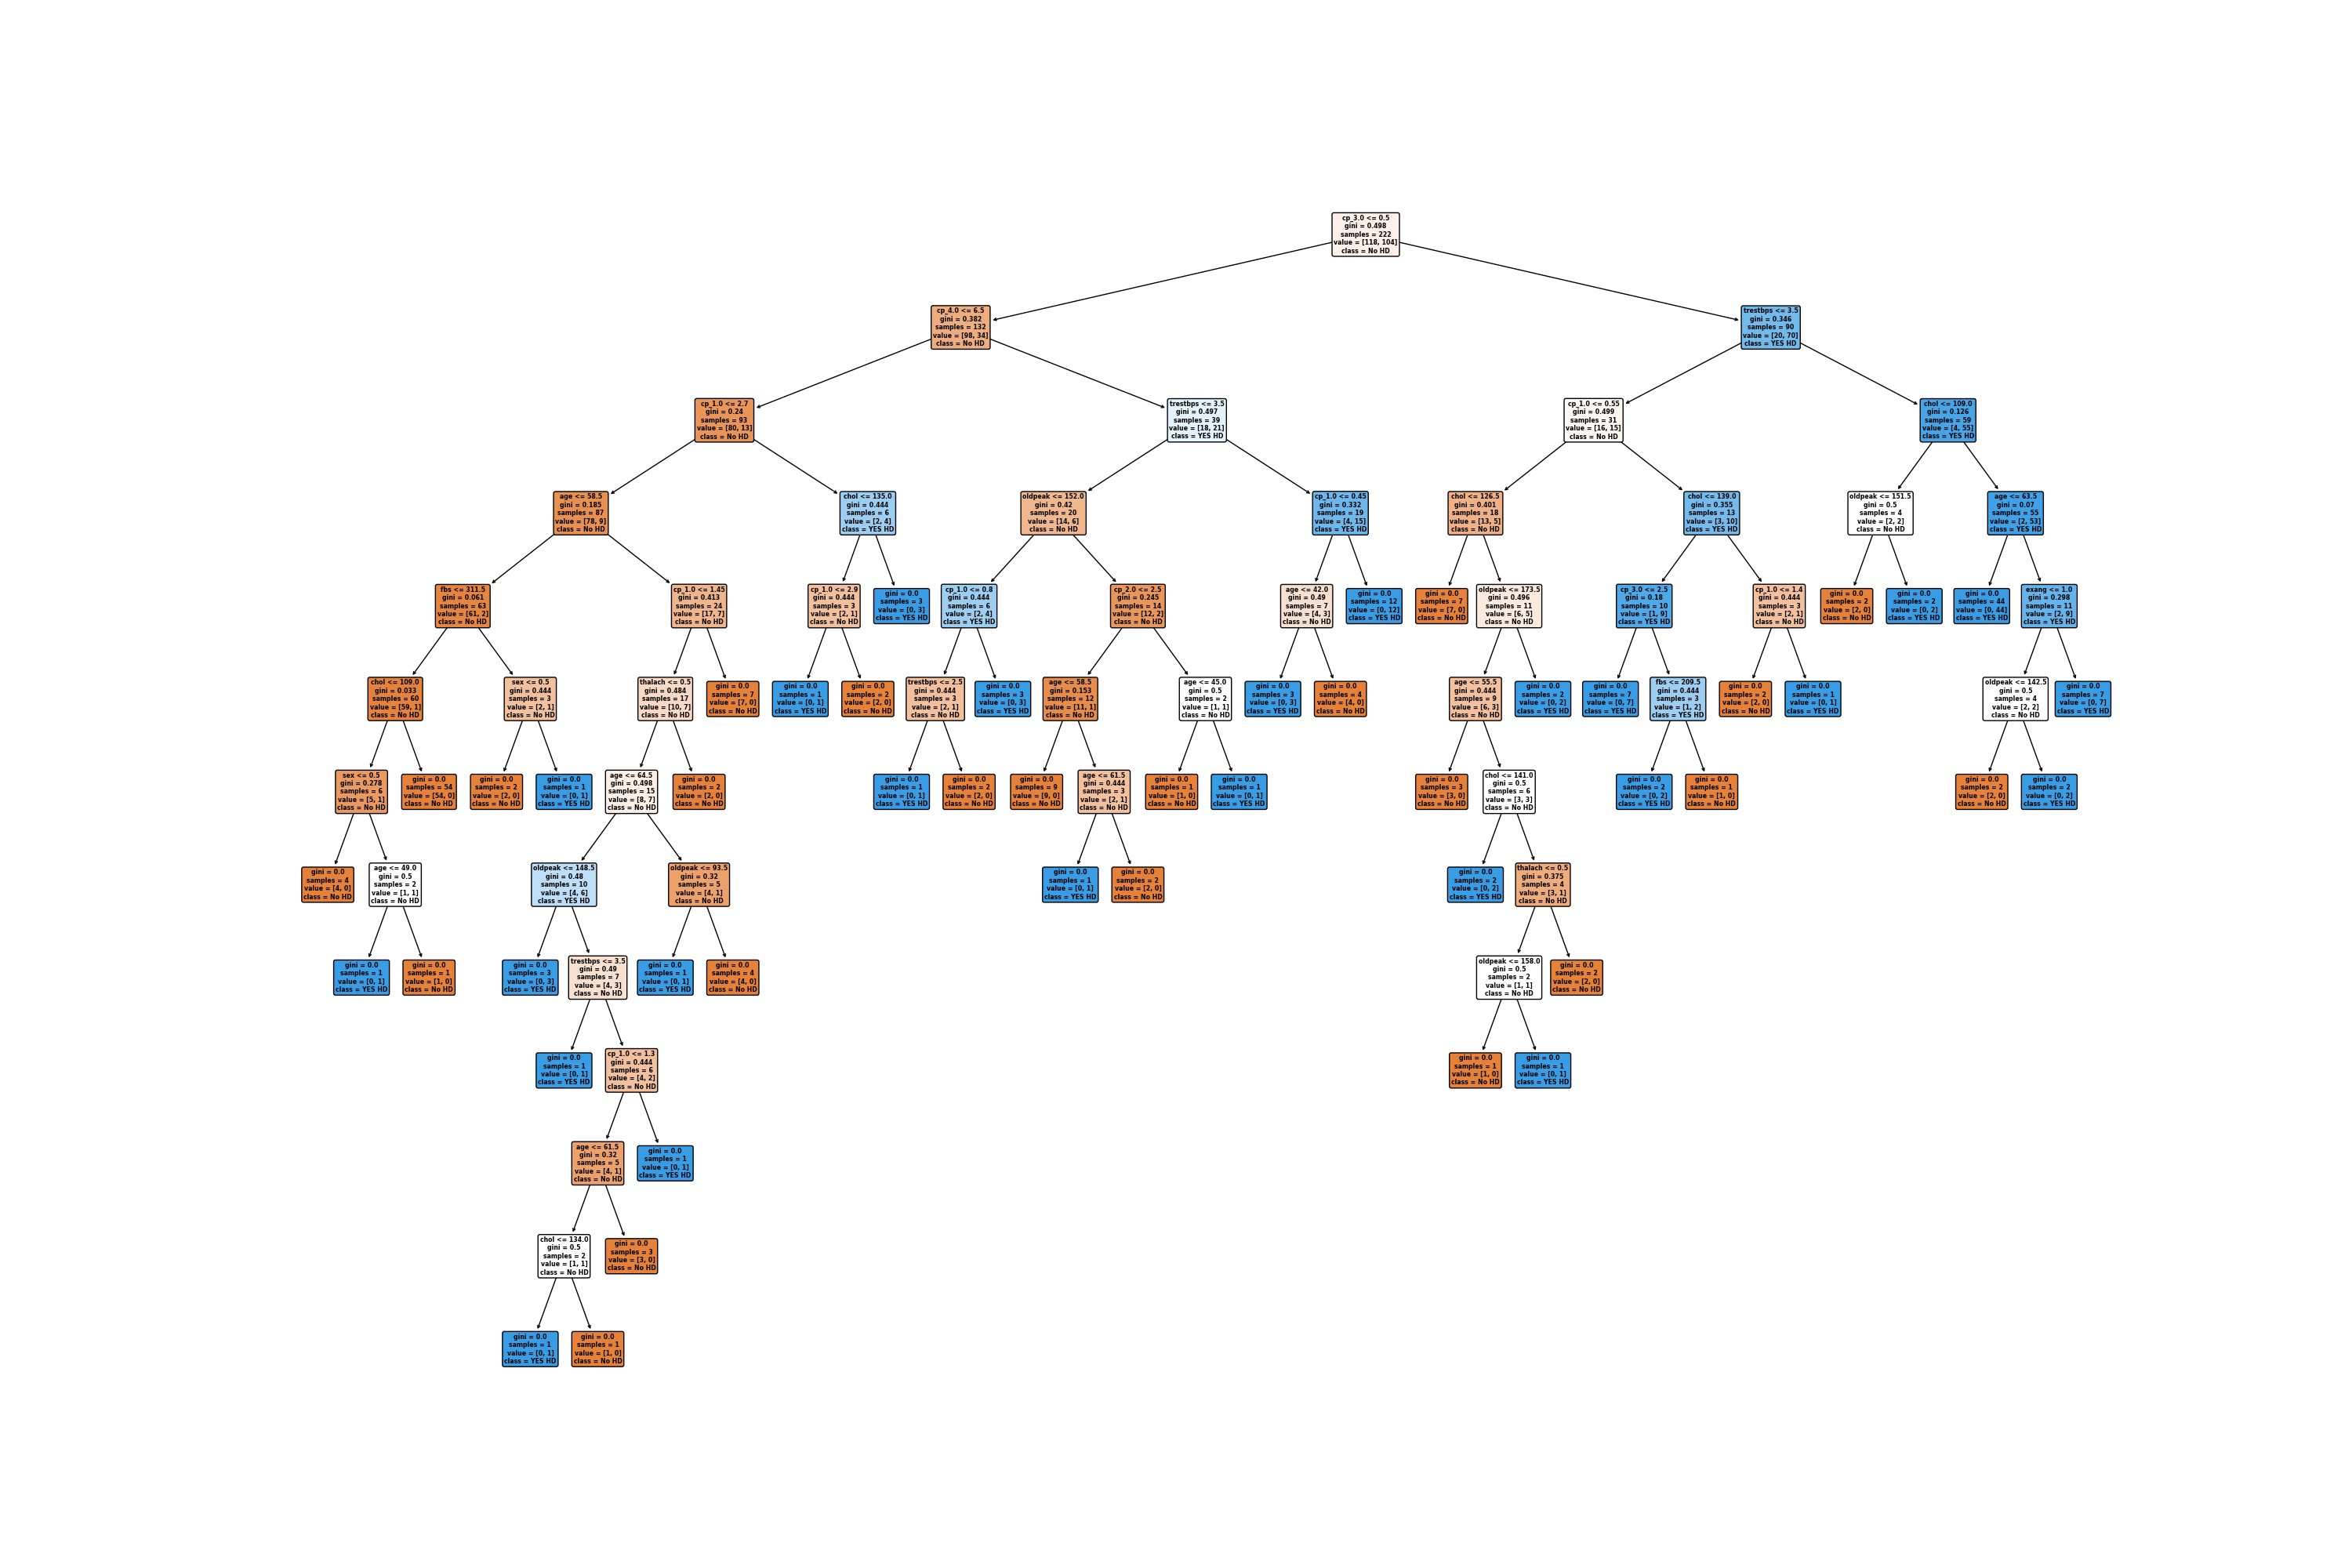 cp_3.0 <= 0.5
gini = 0.498
samples = 222
value = [118, 104]
class = No HD
cp_4.0 <= 6.5
gini = 0.382
samples = 132
value = [98, 34]
class = No HD
trestbps <= 3.5
gini = 0.346
samples = 90
value = [20, 70]
class = YES HD
cp_1.0 <= 2.7
gini = 0.24
samples = 93
value = [80, 13]
class = No HD
trestbps <= 3.5
gini = 0.497
samples = 39
value = [18, 21]
class = YES HD
cp_1.0 <= 0.55
gini = 0.499
samples = 31
value = [16, 15]
class = No HD
chol <= 109.0
gini = 0.126
samples = 59
value = [4, 55]
class = YES HD
age <= 58.5
gini = 0.185
samples = 87
value = [78, 9]
class = No HD
chol <= 135.0
gini = 0.444
samples = 6
value = [2, 4]
class = YES HD
oldpeak <= 152.0
gini = 0.42
samples = 20
value = [14, 6]
class = No HD
cp_1.0 <= 0.45
gini = 0.332
samples = 19
value = [4, 15]
class = YES HD
chol <= 126.5
gini = 0.401
samples = 18
value = [13, 5]
class = No HD
chol <= 139.0
gini = 0.355
samples = 13
value = [3, 10]
class = YES HD
oldpeak <= 151.5
gini = 0.5
samples = 4
value = [2, 2]
class = No HD
age <= 63.5
gini = 0.07
samples = 55
value = [2, 53]
class = YES HD
fbs <= 311.5
gini = 0.061
samples = 63
value = [61, 2]
class = No HD
cp_1.0 <= 1.45
gini = 0.413
samples = 24
value = [17, 7]
class = No HD
cp_1.0 <= 2.9
gini = 0.444
samples = 3
value = [2, 1]
class = No HD
gini = 0.0
samples = 3
value = [0, 3]
class = YES HD
cp_1.0 <= 0.8
gini = 0.444
samples = 6
value = [2, 4]
class = YES HD
cp_2.0 <= 2.5
gini = 0.245
samples = 14
value = [12, 2]
class = No HD
age <= 42.0
gini = 0.49
samples = 7
value = [4, 3]
class = No HD
gini = 0.0
samples = 12
value = [0, 12]
class = YES HD
gini = 0.0
samples = 7
value = [7, 0]
class = No HD
oldpeak <= 173.5
gini = 0.496
samples = 11
value = [6, 5]
class = No HD
cp_3.0 <= 2.5
gini = 0.18
samples = 10
value = [1, 9]
class = YES HD
cp_1.0 <= 1.4
gini = 0.444
samples = 3
value = [2, 1]
class = No HD
gini = 0.0
samples = 2
value = [2, 0]
class = No HD
gini = 0.0
samples = 2
value = [0, 2]
class = YES HD
gini = 0.0
samples = 44
value = [0, 44]
class = YES HD
exang <= 1.0
gini = 0.298
samples = 11
value = [2, 9]
class = YES HD
chol <= 109.0
gini = 0.033
samples = 60
value = [59, 1]
class = No HD
sex <= 0.5
gini = 0.444
samples = 3
value = [2, 1]
class = No HD
thalach <= 0.5
gini = 0.484
samples = 17
value = [10, 7]
class = No HD
gini = 0.0
samples = 7
value = [7, 0]
class = No HD
gini = 0.0
samples = 1
value = [0, 1]
class = YES HD
gini = 0.0
samples = 2
value = [2, 0]
class = No HD
trestbps <= 2.5
gini = 0.444
samples = 3
value = [2, 1]
class = No HD
gini = 0.0
samples = 3
value = [0, 3]
class = YES HD
age <= 58.5
gini = 0.153
samples = 12
value = [11, 1]
class = No HD
age <= 45.0
gini = 0.5
samples = 2
value = [1, 1]
class = No HD
gini = 0.0
samples = 3
value = [0, 3]
class = YES HD
gini = 0.0
samples = 4
value = [4, 0]
class = No HD
age <= 55.5
gini = 0.444
samples = 9
value = [6, 3]
class = No HD
gini = 0.0
samples = 2
value = [0, 2]
class = YES HD
gini = 0.0
samples = 7
value = [0, 7]
class = YES HD
fbs <= 209.5
gini = 0.444
samples = 3
value = [1, 2]
class = YES HD
gini = 0.0
samples = 2
value = [2, 0]
class = No HD
gini = 0.0
samples = 1
value = [0, 1]
class = YES HD
oldpeak <= 142.5
gini = 0.5
samples = 4
value = [2, 2]
class = No HD
gini = 0.0
samples = 7
value = [0, 7]
class = YES HD
sex <= 0.5
gini = 0.278
samples = 6
value = [5, 1]
class = No HD
gini = 0.0
samples = 54
value = [54, 0]
class = No HD
gini = 0.0
samples = 2
value = [2, 0]
class = No HD
gini = 0.0
samples = 1
value = [0, 1]
class = YES HD
age <= 64.5
gini = 0.498
samples = 15
value = [8, 7]
class = No HD
gini = 0.0
samples = 2
value = [2, 0]
class = No HD
gini = 0.0
samples = 1
value = [0, 1]
class = YES HD
gini = 0.0
samples = 2
value = [2, 0]
class = No HD
gini = 0.0
samples = 9
value = [9, 0]
class = No HD
age <= 61.5
gini = 0.444
samples = 3
value = [2, 1]
class = No HD
gini = 0.0
samples = 1
value = [1, 0]
class = No HD
gini = 0.0
samples = 1
value = [0, 1]
class = YES HD
gini = 0.0
samples = 3
value = [3, 0]
class = No HD
chol <= 141.0
gini = 0.5
samples = 6
value = [3, 3]
class = No HD
gini = 0.0
samples = 2
value = [0, 2]
class = YES HD
gini = 0.0
samples = 1
value = [1, 0]
class = No HD
gini = 0.0
samples = 2
value = [2, 0]
class = No HD
gini = 0.0
samples = 2
value = [0, 2]
class = YES HD
gini = 0.0
samples = 4
value = [4, 0]
class = No HD
age <= 49.0
gini = 0.5
samples = 2
value = [1, 1]
class = No HD
oldpeak <= 148.5
gini = 0.48
samples = 10
value = [4, 6]
class = YES HD
oldpeak <= 93.5
gini = 0.32
samples = 5
value = [4, 1]
class = No HD
gini = 0.0
samples = 1
value = [0, 1]
class = YES HD
gini = 0.0
samples = 2
value = [2, 0]
class = No HD
gini = 0.0
samples = 2
value = [0, 2]
class = YES HD
thalach <= 0.5
gini = 0.375
samples = 4
value = [3, 1]
class = No HD
gini = 0.0
samples = 1
value = [0, 1]
class = YES HD
gini = 0.0
samples = 1
value = [1, 0]
class = No HD
gini = 0.0
samples = 3
value = [0, 3]
class = YES HD
trestbps <= 3.5
gini = 0.49
samples = 7
value = [4, 3]
class = No HD
gini = 0.0
samples = 1
value = [0, 1]
class = YES HD
gini = 0.0
samples = 4
value = [4, 0]
class = No HD
oldpeak <= 158.0
gini = 0.5
samples = 2
value = [1, 1]
class = No HD
gini = 0.0
samples = 2
value = [2, 0]
class = No HD
gini = 0.0
samples = 1
value = [0, 1]
class = YES HD
cp_1.0 <= 1.3
gini = 0.444
samples = 6
value = [4, 2]
class = No HD
gini = 0.0
samples = 1
value = [1, 0]
class = No HD
gini = 0.0
samples = 1
value = [0, 1]
class = YES HD
age <= 61.5
gini = 0.32
samples = 5
value = [4, 1]
class = No HD
gini = 0.0
samples = 1
value = [0, 1]
class = YES HD
chol <= 134.0
gini = 0.5
samples = 2
value = [1, 1]
class = No HD
gini = 0.0
samples = 3
value = [3, 0]
class = No HD
gini = 0.0
samples = 1
value = [0, 1]
class = YES HD
gini = 0.0
samples = 1
value = [1, 0]
class = No HD